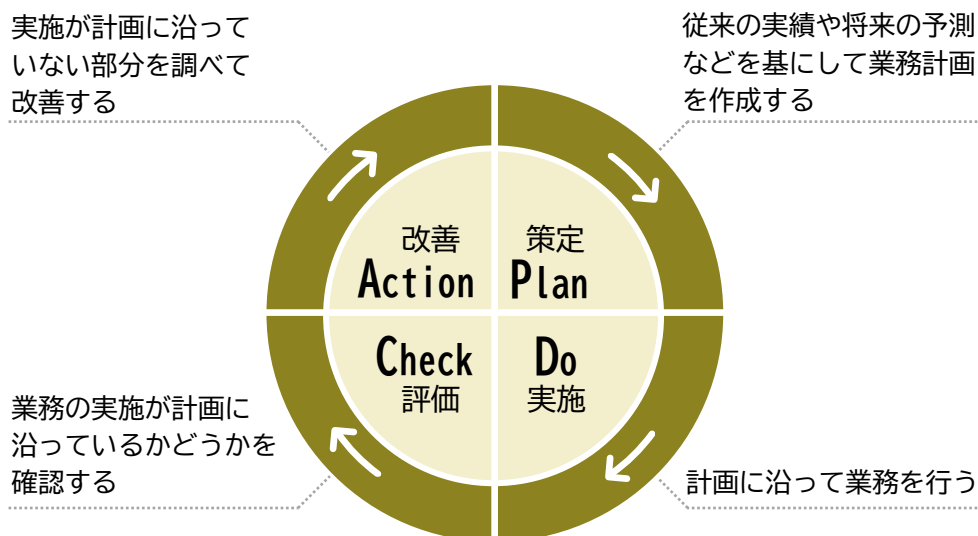 実施が計画に沿って
いない部分を調べて
改善する
従来の実績や将来の予測
などを基にして業務計画
を作成する
改善
Action
策定
Plan
Check
評価
Do
実施
業務の実施が計画に
沿っているかどうかを
確認する
計画に沿って業務を行う